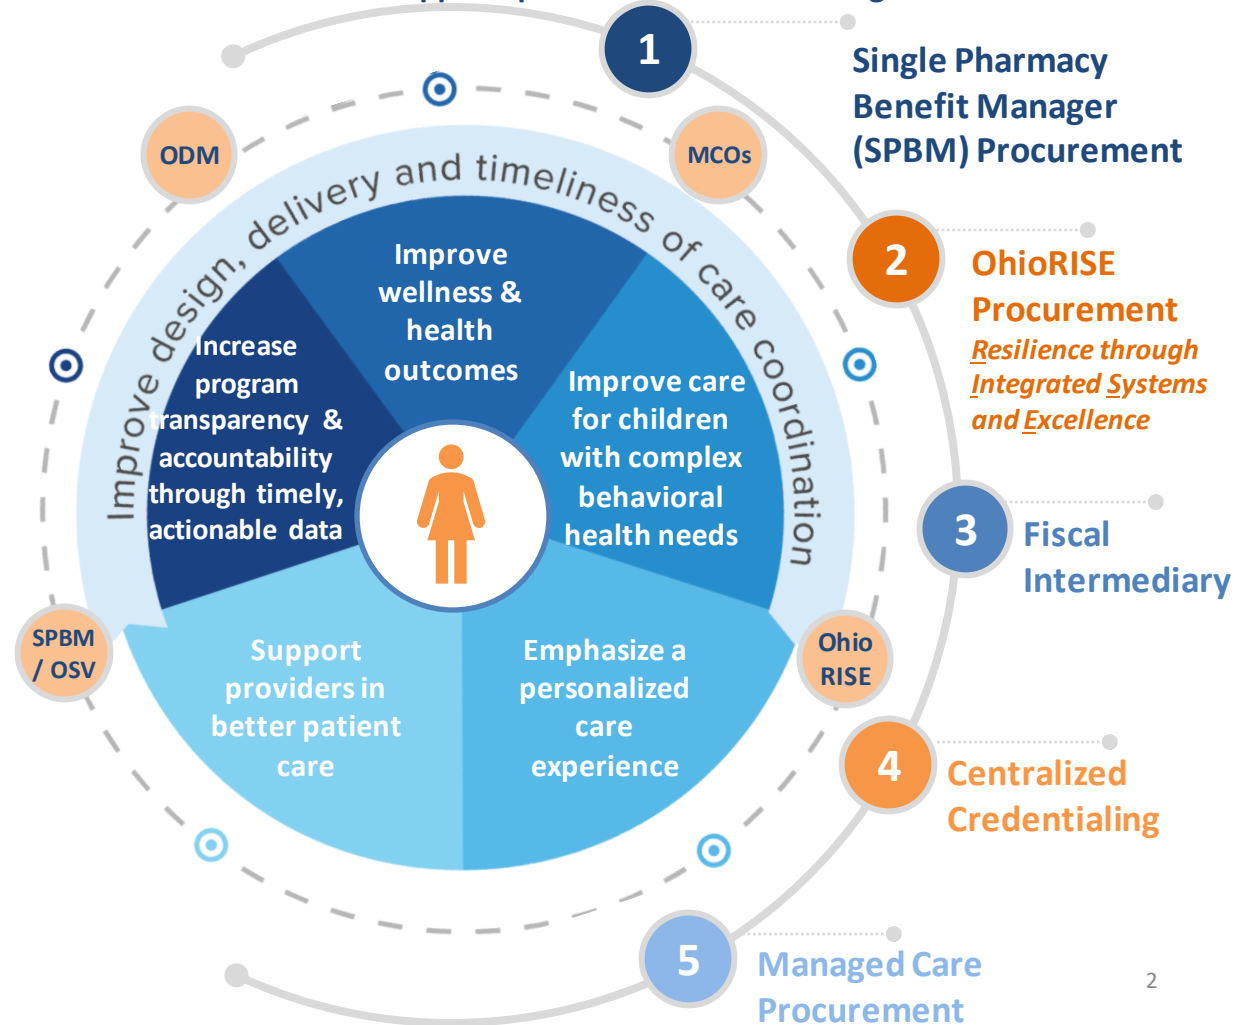 1
Single Pharmacy
Benefit Manager
(SPBM) Procurement
ODM
MCOs
Improve design, delivery and timeliness of care coordination
2
OhioRISE
Procurement
Resilience through
Integrated Systems
and Excellence
Improve
wellness &
health
outcomes
Increase
program
transparency &
accountability
through timely,
actionable data
Improve care
for children
with complex
behavioral
health needs
3
Fiscal
Intermediary
SPBM
/ OSV
Ohio
RISE
Support
providers in
better patient
care
Emphasize a
personalized
care
experience
4
Centralized
Credentialing
5
Managed Care
Procurement
2